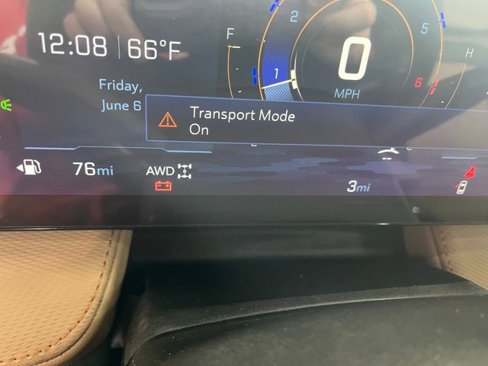 12:08 66°F
Friday,
June 6
F
H
1
2
5
6
0
MPH
Transport Mode
On
76mi
AWD
3mi